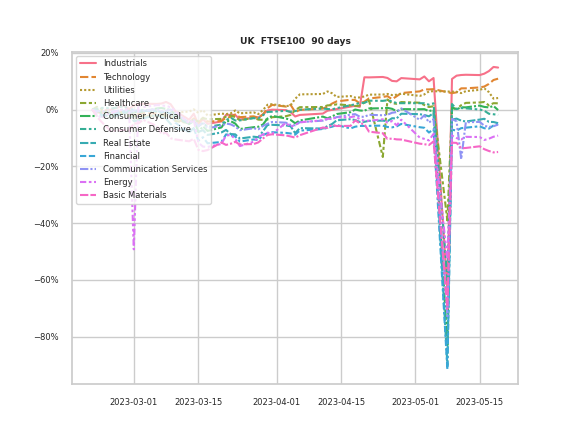 UK  FTSE100  90 days
20%
0%
−20%
−40%
−60%
−80%
Industrials
Technology
Utilities
Healthcare
Consumer Cyclical
Consumer Defensive
Real Estate
Financial
Communication Services
Energy
Basic Materials
2023-03-01
2023-03-15
2023-04-01
2023-04-15
2023-05-01
2023-05-15